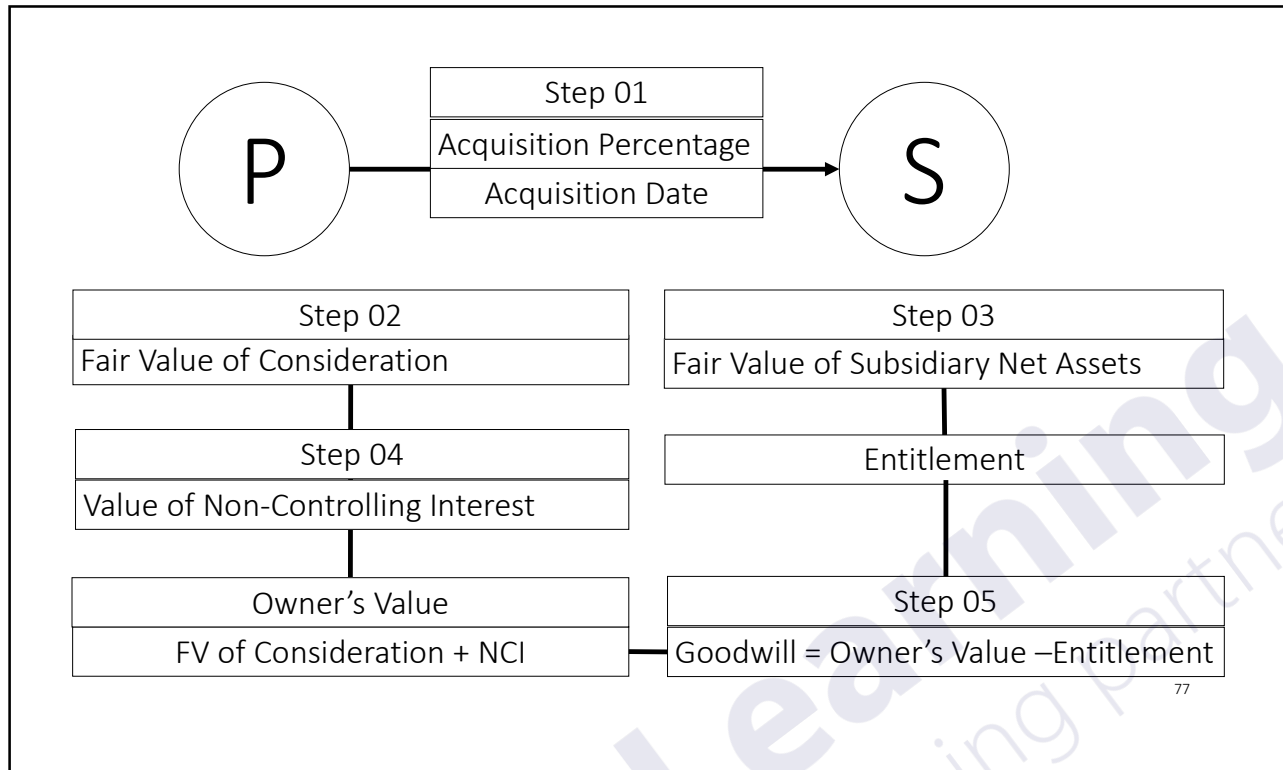 P
Step 01
Acquisition Percentage
Acquisition Date
S
Step 02
Fair Value of Consideration
Step 03
Fair Value of Subsidiary Net Assets
Step 04
Value of Non-Controlling Interest
Entitlement
Owner’s Value
FV of Consideration + NCI
Step 05
Goodwill = Owner’s Value –Entitlement
77
Learning